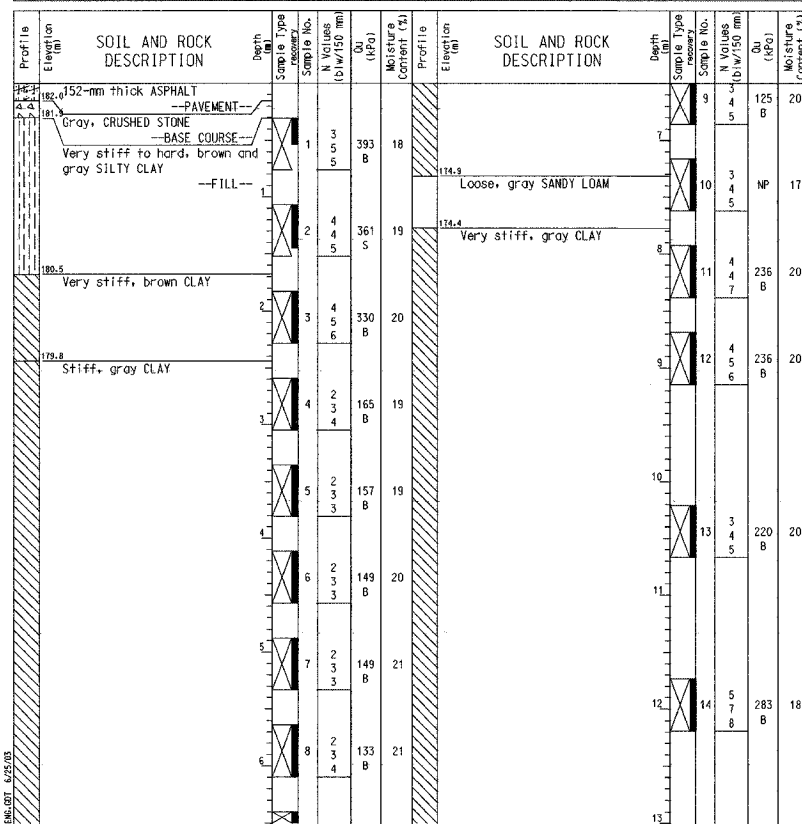 Profile
Elevation (m)
SOIL AND ROCK DESCRIPTION
Depth (m)
Sample Type recovery
Sample No.
N Values (blw/150 mm)
Qu (kPa)
Moisture Content (%)
182.0 152-mm thick ASPHALT
--PAVEMENT--
Gray, CRUSHED STONE
--BASE COURSE--
Very stiff to hard, brown and
gray SILTY CLAY
--FILL--
1 3 5 5 393 B 18
1
2 4 4 5 361 S 19
180.5
Very stiff, brown CLAY
2
3 4 5 6 330 B 20
179.8
Stiff, gray CLAY
4 2 3 4 165 B 19
3
5 2 3 3 157 B 19
4
6 2 3 3 149 B 20
5
7 2 3 3 149 B 21
8 2 3 4 133 B 21
6
ENG.GDT 6/25/03
Profile
Elevation (m)
SOIL AND ROCK DESCRIPTION
Depth (m)
Sample Type recovery
Sample No.
N Values (blw/150 mm)
Qu (kPa)
Moisture Content (%)
9 3 4 5 125 B 20
7
174.9
Loose, gray SANDY LOAM
10 3 4 5 NP 17
174.4
Very stiff, gray CLAY
8
11 4 4 7 236 B 20
9
12 4 5 6 236 B 20
10
13 3 4 5 220 B 20
11
12
14 5 7 8 283 B 18
13